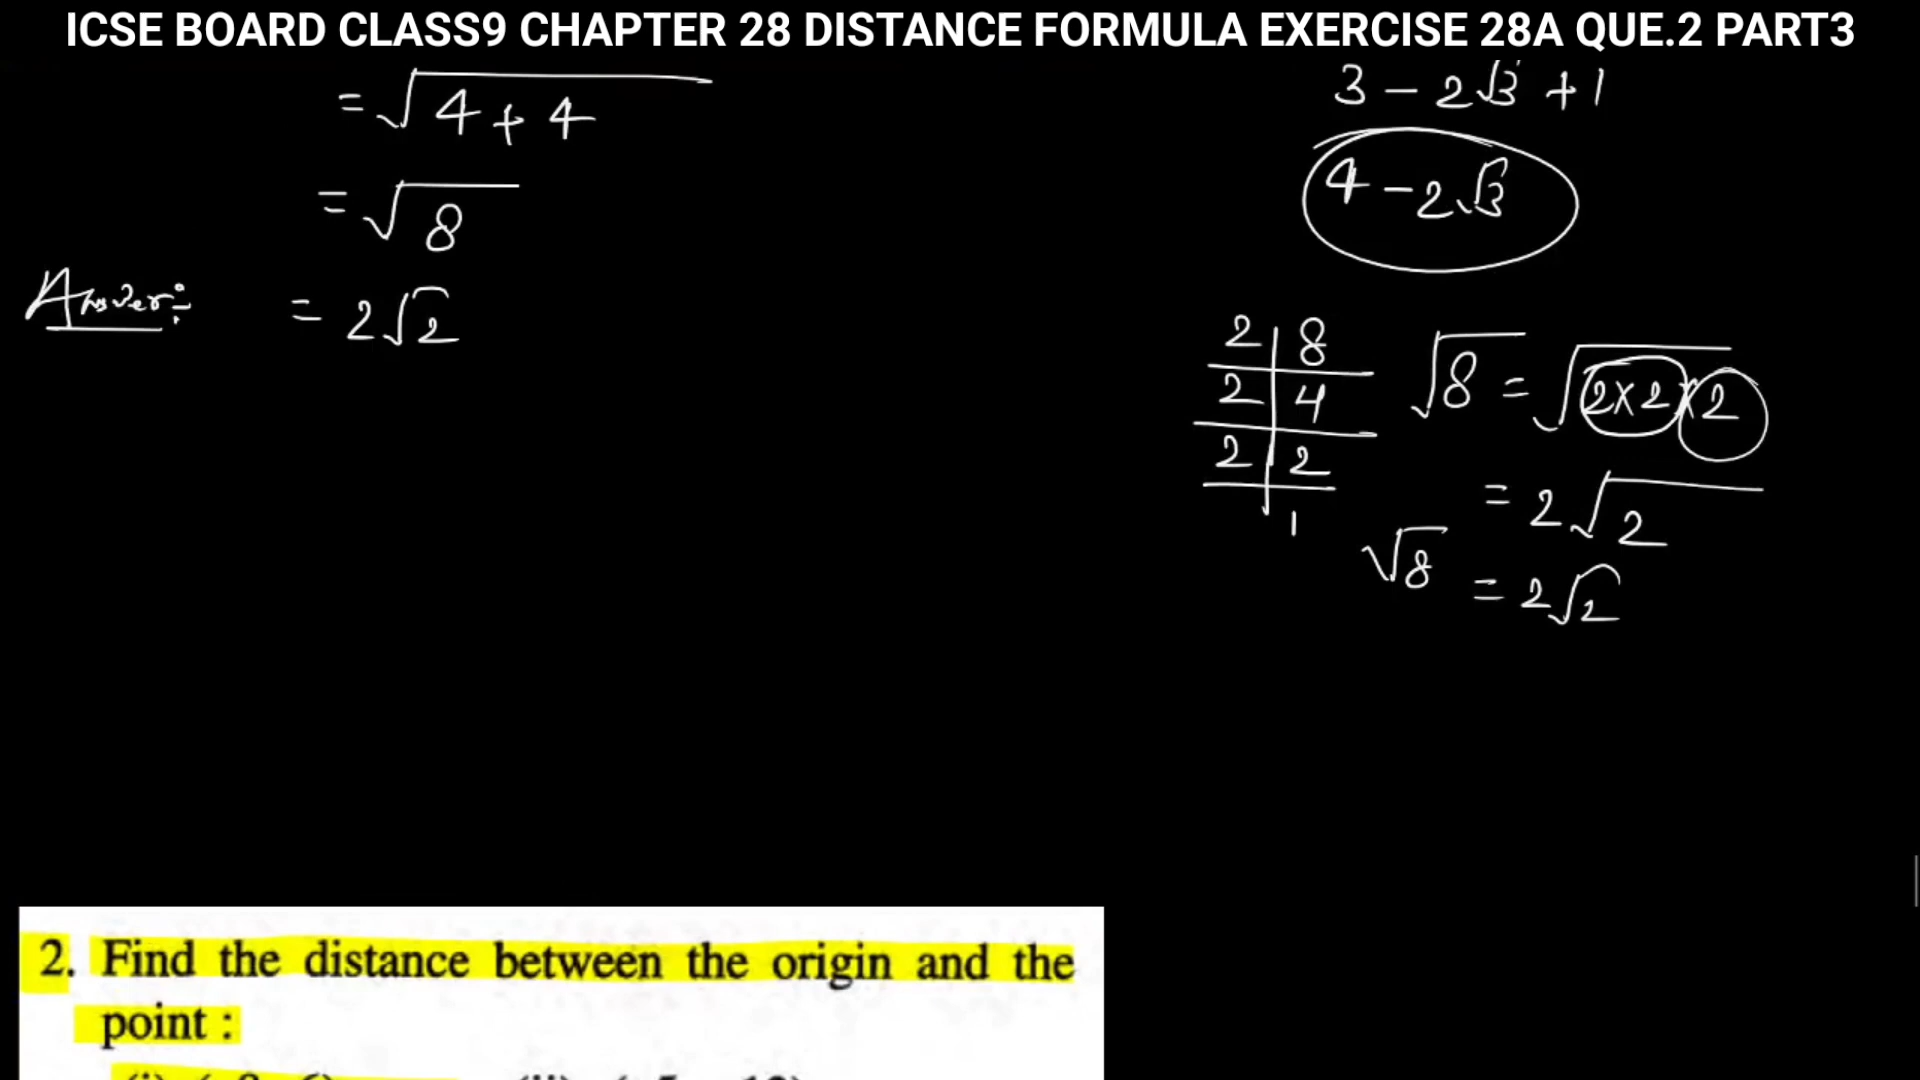 ICSE BOARD CLASS9 CHAPTER 28 DISTANCE FORMULA EXERCISE 28A QUE.2 PART3
= √4 + 4
= √8
Answer:- = 2√2
3 - 2√3 + 1
4 - 2√3
2 | 8
2 | 4
2 | 2
1
√8 = √2×2×2
= 2√2
√8 = 2√2
2. Find the distance between the origin and the
point :